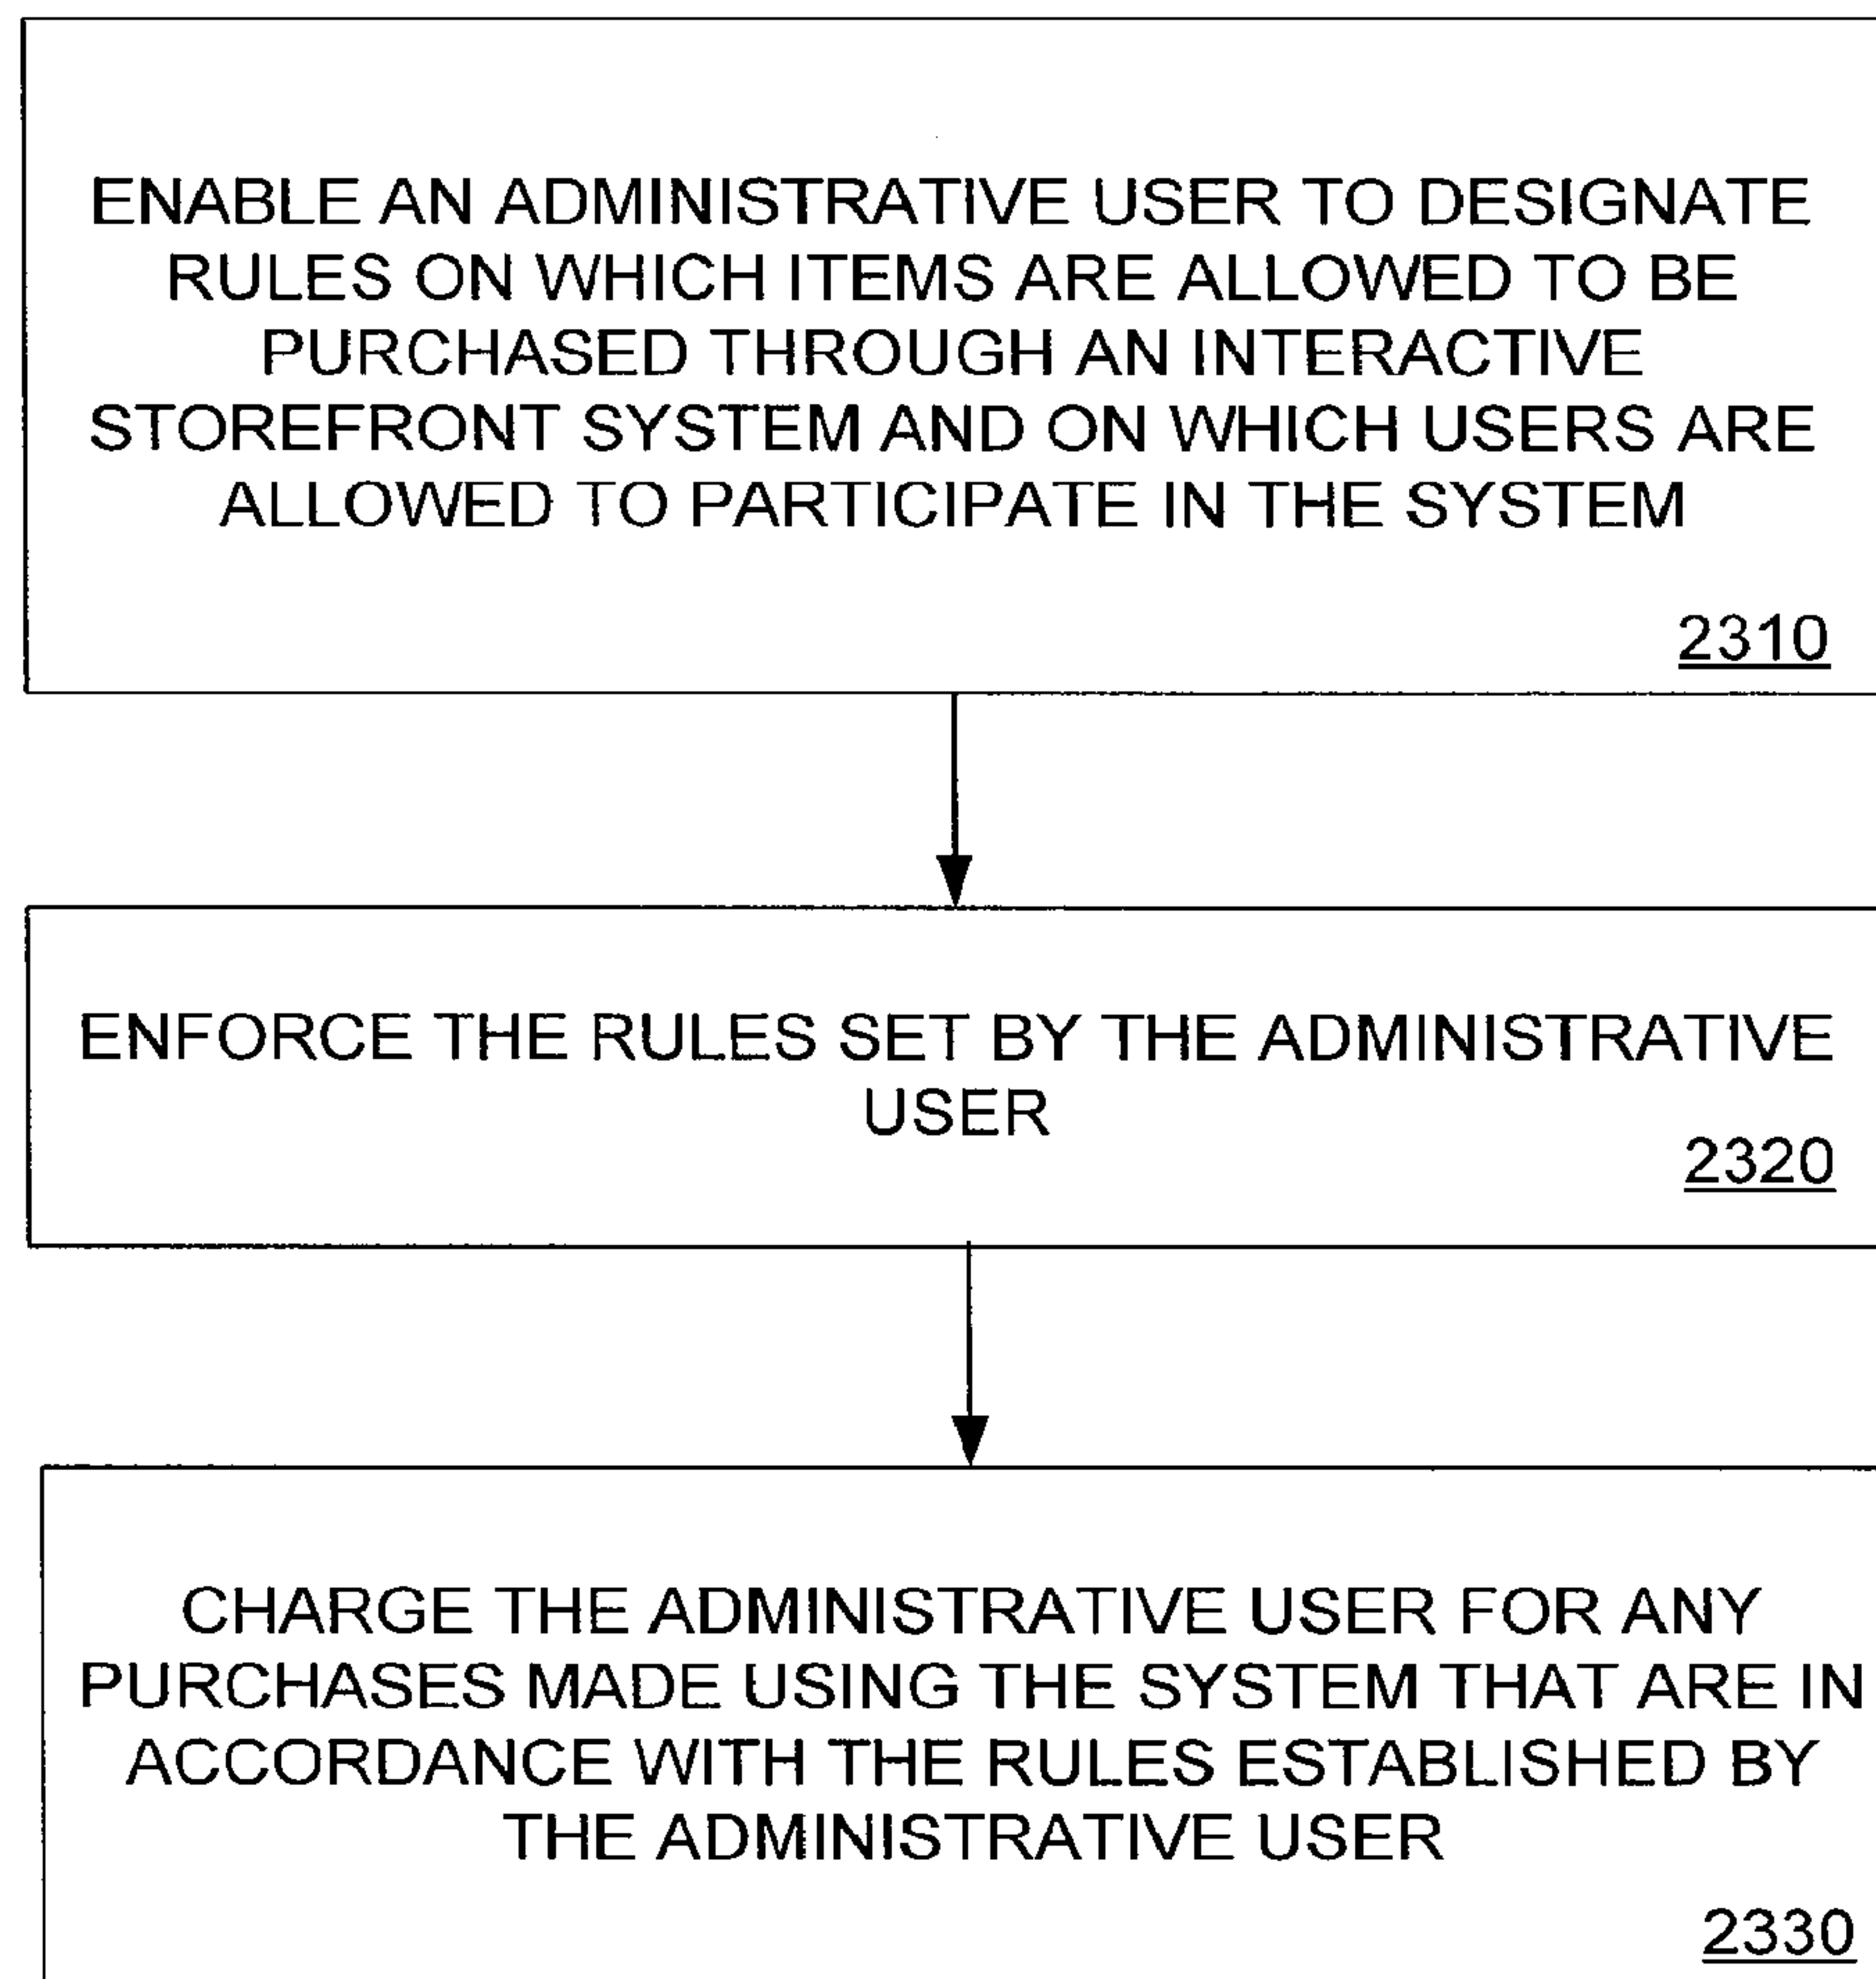 ENABLE AN ADMINISTRATIVE USER TO DESIGNATE
RULES ON WHICH ITEMS ARE ALLOWED TO BE
PURCHASED THROUGH AN INTERACTIVE
STOREFRONT SYSTEM AND ON WHICH USERS ARE
ALLOWED TO PARTICIPATE IN THE SYSTEM
2310
ENFORCE THE RULES SET BY THE ADMINISTRATIVE
USER
2320
CHARGE THE ADMINISTRATIVE USER FOR ANY
PURCHASES MADE USING THE SYSTEM THAT ARE IN
ACCORDANCE WITH THE RULES ESTABLISHED BY
THE ADMINISTRATIVE USER
2330